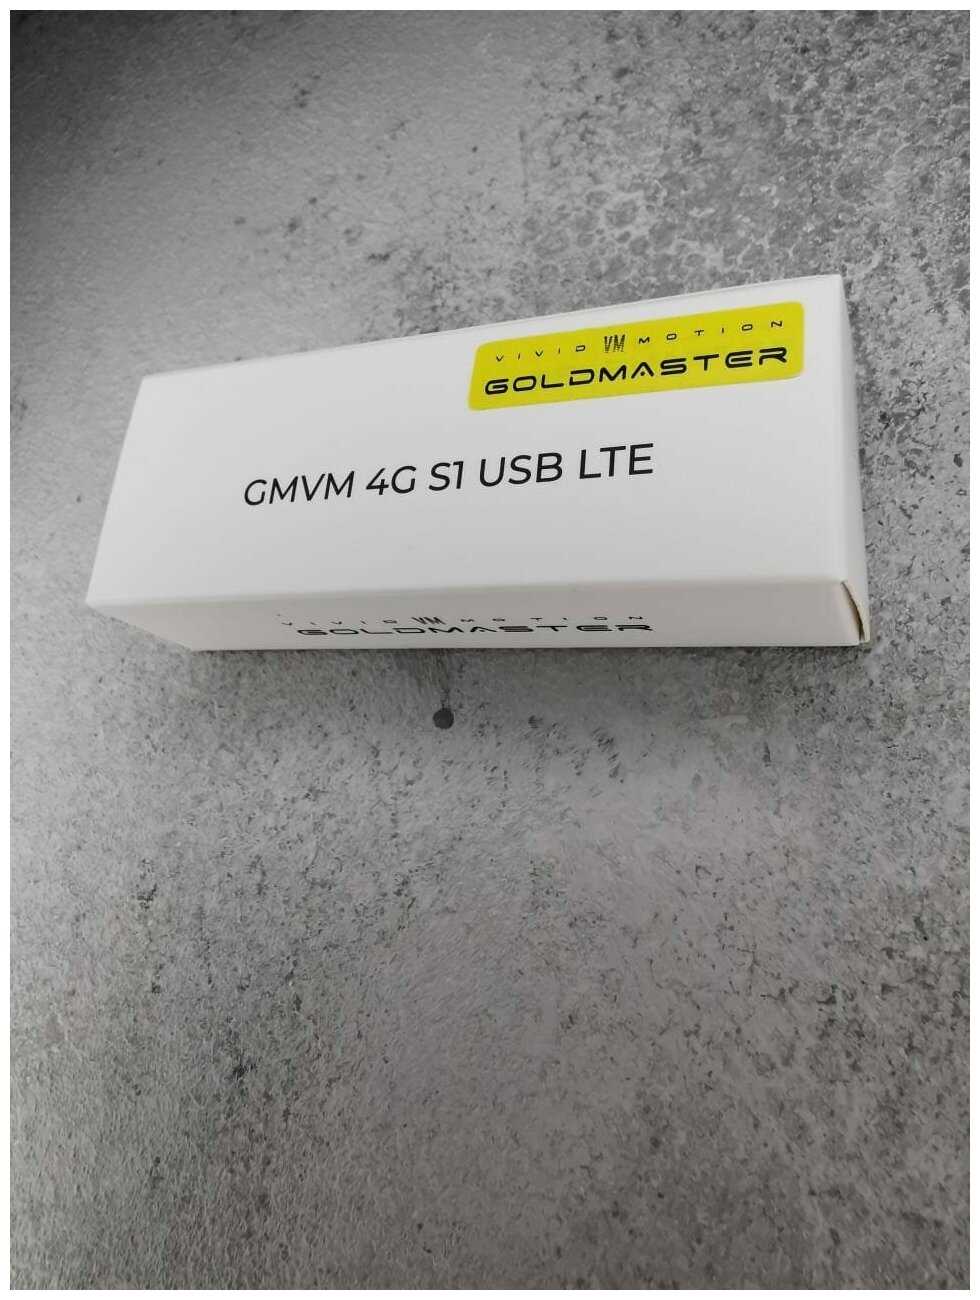 VIVID VM MOTION
GOLDMASTER
GMVM 4G S1 USB LTE
VIVID VM MOTION
GOLDMASTER